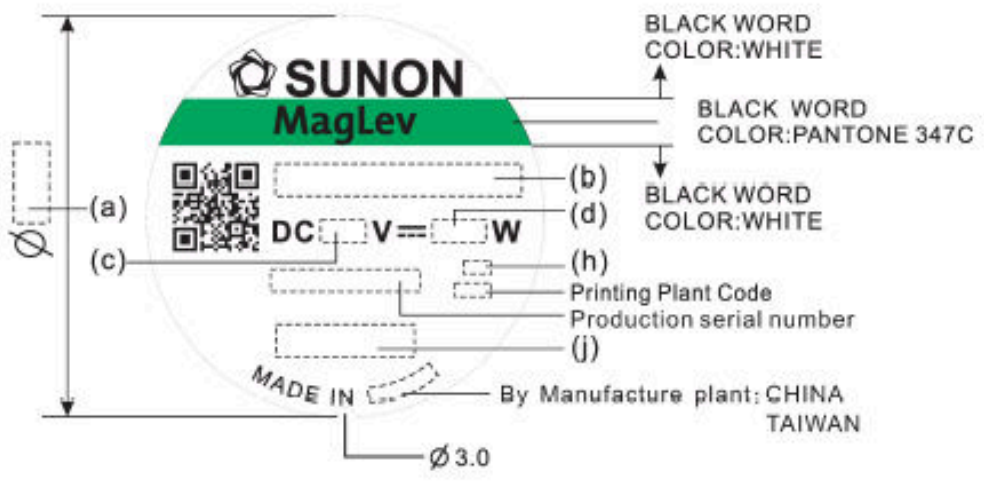 BLACK WORD
COLOR:WHITE
SUNON
MagLev
BLACK WORD
COLOR:PANTONE 347C
(b)
BLACK WORD
COLOR:WHITE
(a)
(d)
Ø
DC V W
(c)
(h)
Printing Plant Code
Production serial number
(j)
MADE IN
By Manufacture plant: CHINA
TAIWAN
Ø 3.0